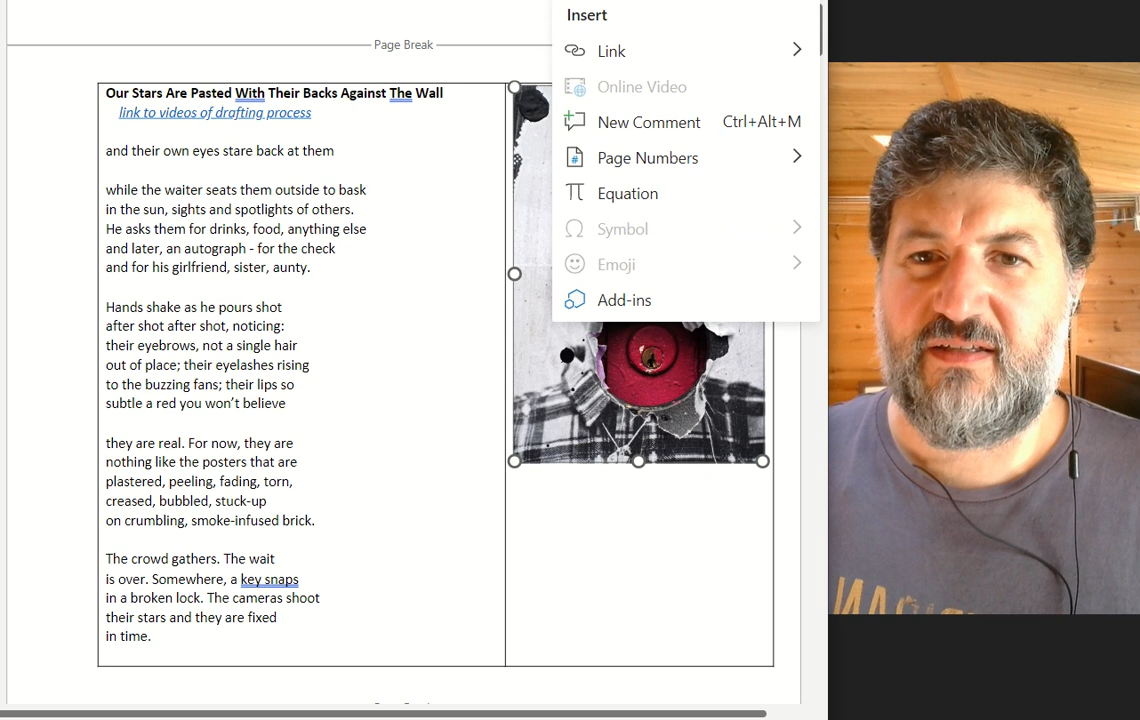 Page Break
Insert
Link
Online Video
New Comment Ctrl+Alt+M
Page Numbers
Equation
Symbol
Emoji
Add-ins
Our Stars Are Pasted With Their Backs Against The Wall
link to videos of drafting process
and their own eyes stare back at them
while the waiter seats them outside to bask
in the sun, sights and spotlights of others.
He asks them for drinks, food, anything else
and later, an autograph - for the check
and for his girlfriend, sister, aunty.
Hands shake as he pours shot
after shot after shot, noticing:
their eyebrows, not a single hair
out of place; their eyelashes rising
to the buzzing fans; their lips so
subtle a red you won’t believe
they are real. For now, they are
nothing like the posters that are
plastered, peeling, fading, torn,
creased, bubbled, stuck-up
on crumbling, smoke-infused brick.
The crowd gathers. The wait
is over. Somewhere, a key snaps
in a broken lock. The cameras shoot
their stars and they are fixed
in time.